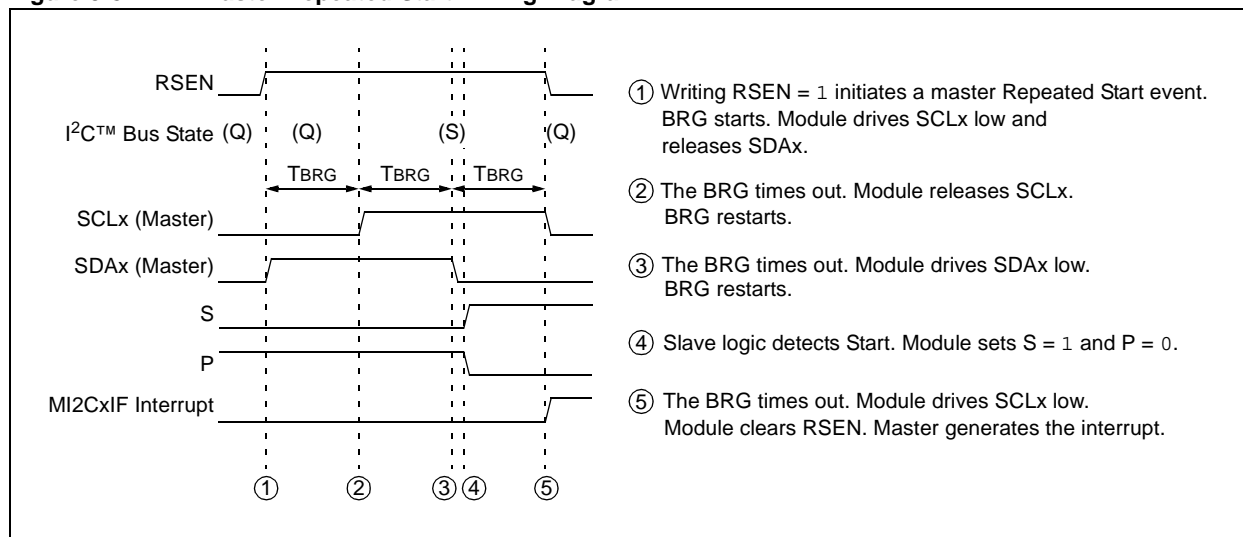 RSEN
I2C™ Bus State (Q) (Q) (S) (Q)
TBRG TBRG TBRG
SCLx (Master)
SDAx (Master)
S
P
MI2CxIF Interrupt
1 2 3 4 5
1 Writing RSEN = 1 initiates a master Repeated Start event.
BRG starts. Module drives SCLx low and
releases SDAx.
2 The BRG times out. Module releases SCLx.
BRG restarts.
3 The BRG times out. Module drives SDAx low.
BRG restarts.
4 Slave logic detects Start. Module sets S = 1 and P = 0.
5 The BRG times out. Module drives SCLx low.
Module clears RSEN. Master generates the interrupt.